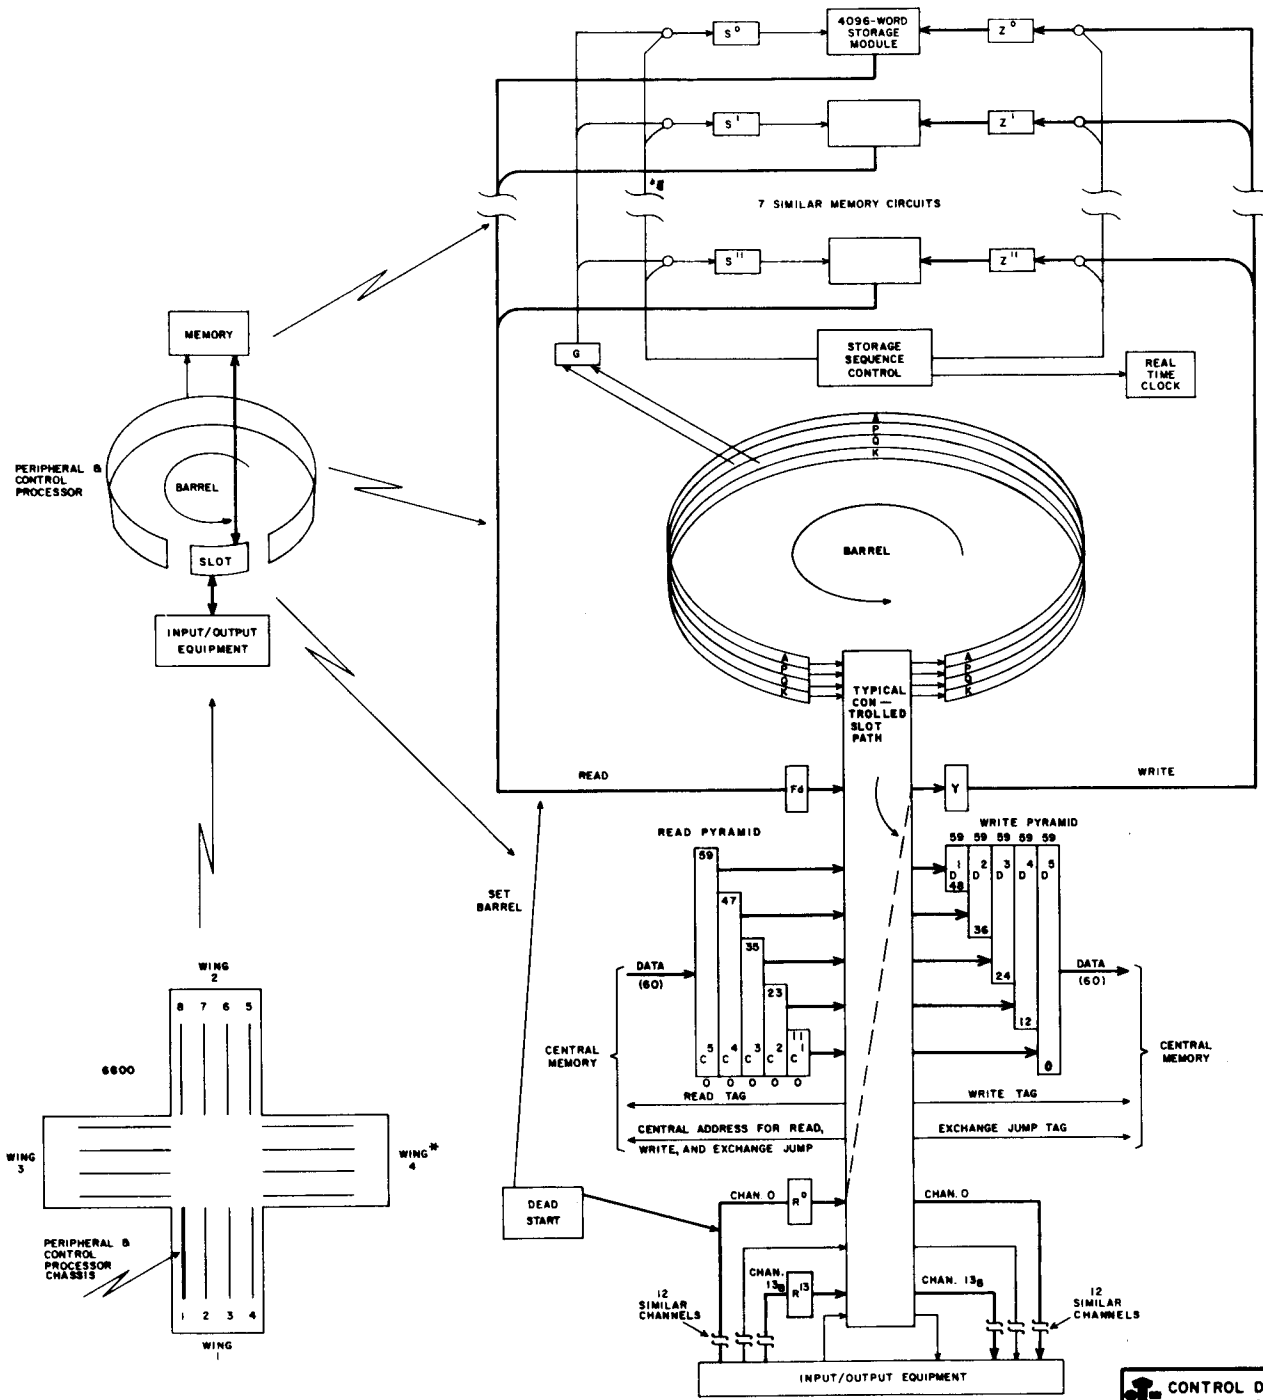 4096-WORD
STORAGE
MODULE
S⁰
Z⁰
S¹
Z¹
7 SIMILAR MEMORY CIRCUITS
S¹¹
Z¹¹
STORAGE
SEQUENCE
CONTROL
REAL
TIME
CLOCK
G
MEMORY
PERIPHERAL &
CONTROL
PROCESSOR
BARREL
SLOT
INPUT/OUTPUT
EQUIPMENT
A
P
Q
K
BARREL
A
P
Q
K
A
P
Q
K
TYPICAL
CON—
TROLLED
SLOT
PATH
READ
Fd
Y
WRITE
READ PYRAMID
WRITE PYRAMID
59
47
35
23
11
C⁵
C⁴
C³
C²
C¹
0 0 0 0 0
59 59 59 59 59
D¹
D²
D³
D⁴
D⁵
48
36
24
12
0
SET
BARREL
DATA
(60)
DATA
(60)
CENTRAL
MEMORY
CENTRAL
MEMORY
READ TAG
WRITE TAG
CENTRAL ADDRESS FOR READ,
WRITE, AND EXCHANGE JUMP
EXCHANGE JUMP TAG
WING
2
8 7 6 5
6600
WING
3
WING*
4
PERIPHERAL &
CONTROL
PROCESSOR
CHASSIS
1 2 3 4
WING
1
DEAD
START
CHAN. 0
R⁰
CHAN. 0
CHAN.
13₈
R¹³
CHAN. 13₈
12
SIMILAR
CHANNELS
12
SIMILAR
CHANNELS
INPUT/OUTPUT EQUIPMENT
CONTROL D